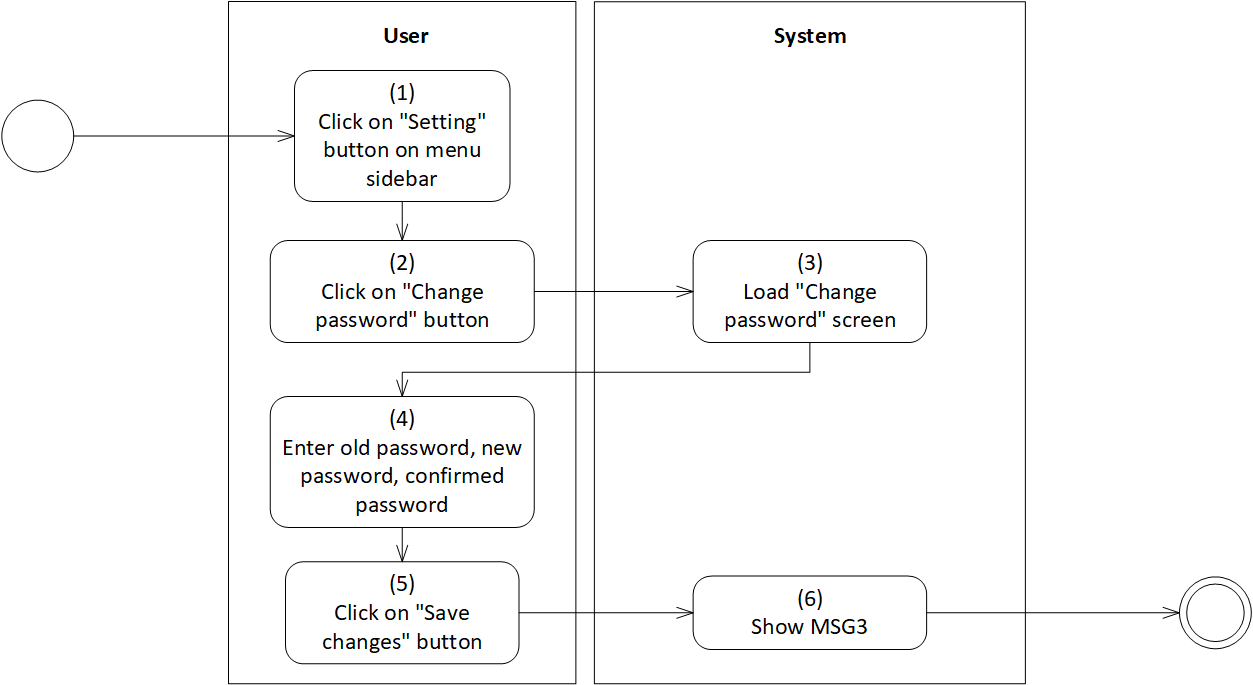 User
System
(1)
Click on "Setting"
button on menu
sidebar
(2)
Click on "Change
password" button
(3)
Load "Change
password" screen
(4)
Enter old password, new
password, confirmed
password
(5)
Click on "Save
changes" button
(6)
Show MSG3